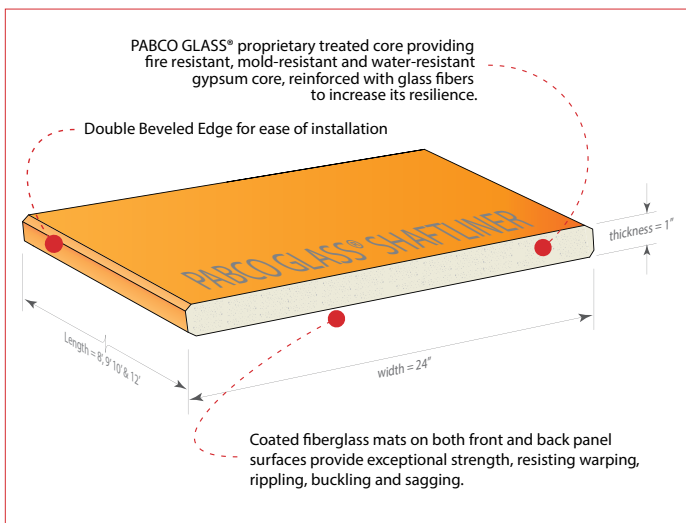 PABCO GLASS® proprietary treated core providing
fire resistant, mold-resistant and water-resistant
gypsum core, reinforced with glass fibers
to increase its resilience.
Double Beveled Edge for ease of installation
PABCO GLASS® SHAFTLINER
thickness = 1"
Length = 8', 9' 10' & 12'
width = 24"
Coated fiberglass mats on both front and back panel
surfaces provide exceptional strength, resisting warping,
rippling, buckling and sagging.